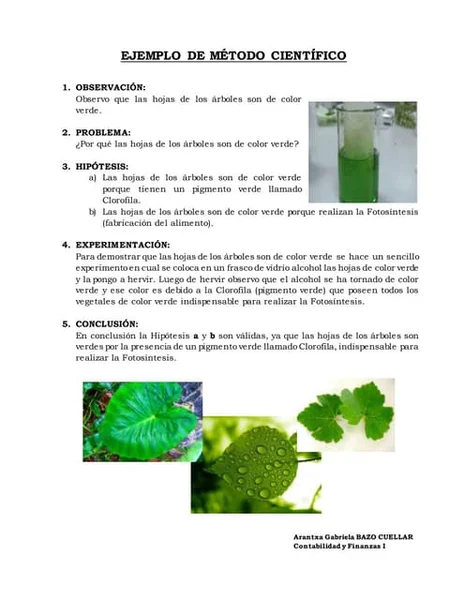 EJEMPLO DE MÉTODO CIENTÍFICO
1. OBSERVACIÓN:
Observo que las hojas de los árboles son de color
verde.
2. PROBLEMA:
¿Por qué las hojas de los árboles son de color verde?
3. HIPÓTESIS:
a) Las hojas de los árboles son de color verde
porque tienen un pigmento verde llamado
Clorofila.
b) Las hojas de los árboles son de color verde porque realizan la Fotosíntesis
(fabricación del alimento).
4. EXPERIMENTACIÓN:
Para demostrar que las hojas de los árboles son de color verde se hace un sencillo
experimento en cual se coloca en un frasco de vidrio alcohol las hojas de color verde
y la pongo a hervir. Luego de hervir observo que el alcohol se ha tornado de color
verde y ese color es debido a la Clorofila (pigmento verde) que poseen todos los
vegetales de color verde indispensable para realizar la Fotosíntesis.
5. CONCLUSIÓN:
En conclusión la Hipótesis a y b son válidas, ya que las hojas de los árboles son
verdes por la presencia de un pigmento verde llamado Clorofila, indispensable para
realizar la Fotosíntesis.
Arantxa Gabriela BAZO CUELLAR
Contabilidad y Finanzas I